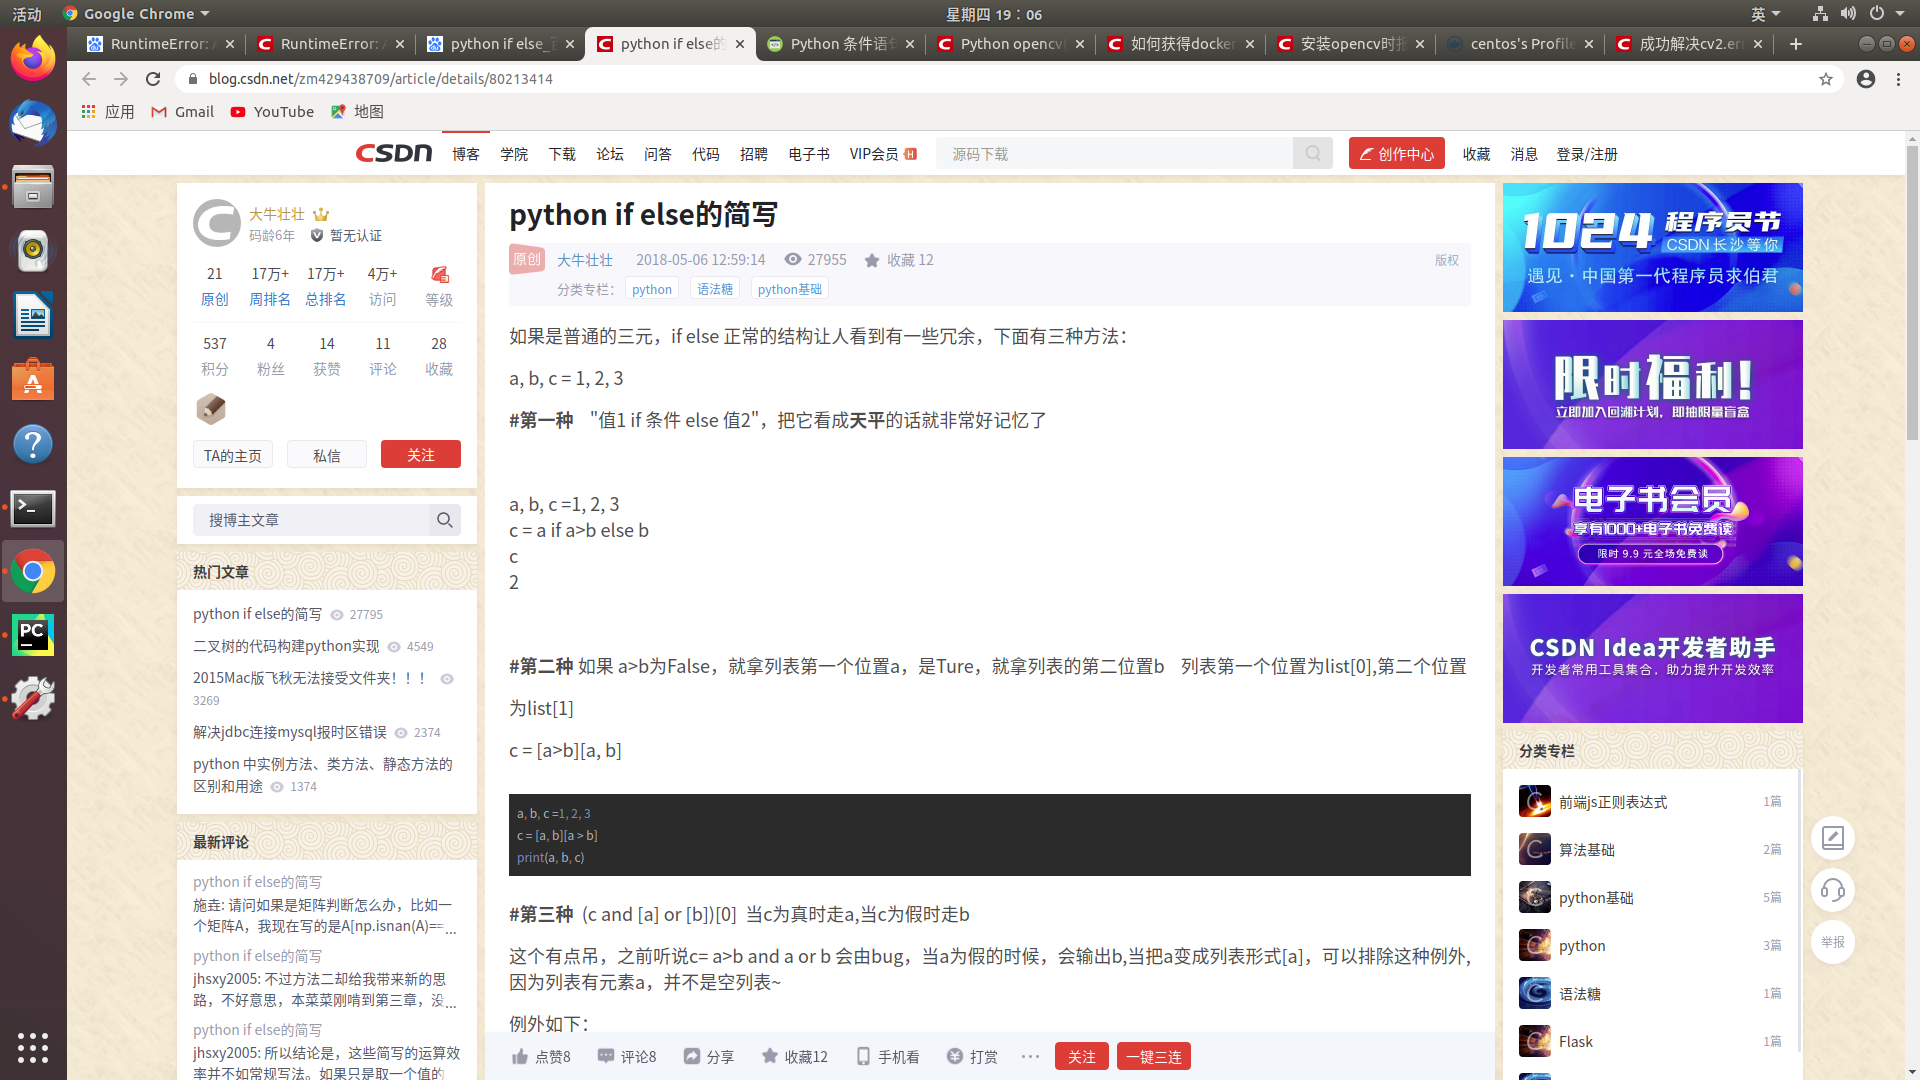 活动
Google Chrome
星期四 19：06
英
RuntimeError: A
RuntimeError: A
python if else_百
python if else的
Python 条件语句
Python opencv
如何获得docker
安装opencv时报
centos's Profile
成功解决cv2.err
blog.csdn.net/zm429438709/article/details/80213414
应用
Gmail
YouTube
地图
CSDN
博客
学院
下载
论坛
问答
代码
招聘
电子书
VIP会员
源码下载
创作中心
收藏
消息
登录/注册
大牛壮壮
码龄6年
暂无认证
21
17万+
17万+
4万+
原创
周排名
总排名
访问
等级
537
4
14
11
28
积分
粉丝
获赞
评论
收藏
TA的主页
私信
关注
搜博主文章
热门文章
python if else的简写 27795
二叉树的代码构建python实现 4549
2015Mac版飞秋无法接受文件夹！！！
3269
解决jdbc连接mysql报时区错误 2374
python 中实例方法、类方法、静态方法的
区别和用途 1374
最新评论
python if else的简写
施垚: 请问如果是矩阵判断怎么办，比如一
个矩阵A，我现在写的是A[np.isnan(A)==...
python if else的简写
jhsxy2005: 不过方法二却给我带来新的思
路，不好意思，本菜菜刚啃到第三章，没...
python if else的简写
jhsxy2005: 所以结论是，这些简写的运算效
率并不如常规写法。如果只是取一个值的
python if else的简写
原创
大牛壮壮
2018-05-06 12:59:14
27955
收藏 12
版权
分类专栏：
python
语法糖
python基础
如果是普通的三元，if else 正常的结构让人看到有一些冗余，下面有三种方法：
a, b, c = 1, 2, 3
#第一种 "值1 if 条件 else 值2"，把它看成天平的话就非常好记忆了
a, b, c =1, 2, 3
c = a if a>b else b
c
2
#第二种 如果 a>b为False，就拿列表第一个位置a，是Ture，就拿列表的第二位置b 列表第一个位置为list[0],第二个位置
为list[1]
c = [a>b][a, b]
a, b, c =1, 2, 3
c = [a, b][a > b]
print(a, b, c)
#第三种 (c and [a] or [b])[0] 当c为真时走a,当c为假时走b
这个有点吊，之前听说c= a>b and a or b 会由bug，当a为假的时候，会输出b,当把a变成列表形式[a]，可以排除这种例外,
因为列表有元素a，并不是空列表~
例外如下：
点赞8
评论8
分享
收藏12
手机看
打赏
关注
一键三连
1024 程序员节
CSDN长沙等你
遇见·中国第一代程序员求伯君
限时福利!
立即加入回湘计划，即抽限量盲盒
电子书会员
享有1000+电子书免费读
限时 9.9 元全场免费读
CSDN Idea开发者助手
开发者常用工具集合，助力提升开发效率
分类专栏
前端js正则表达式 1篇
算法基础 2篇
python基础 5篇
python 3篇
语法糖 1篇
Flask 1篇
举报